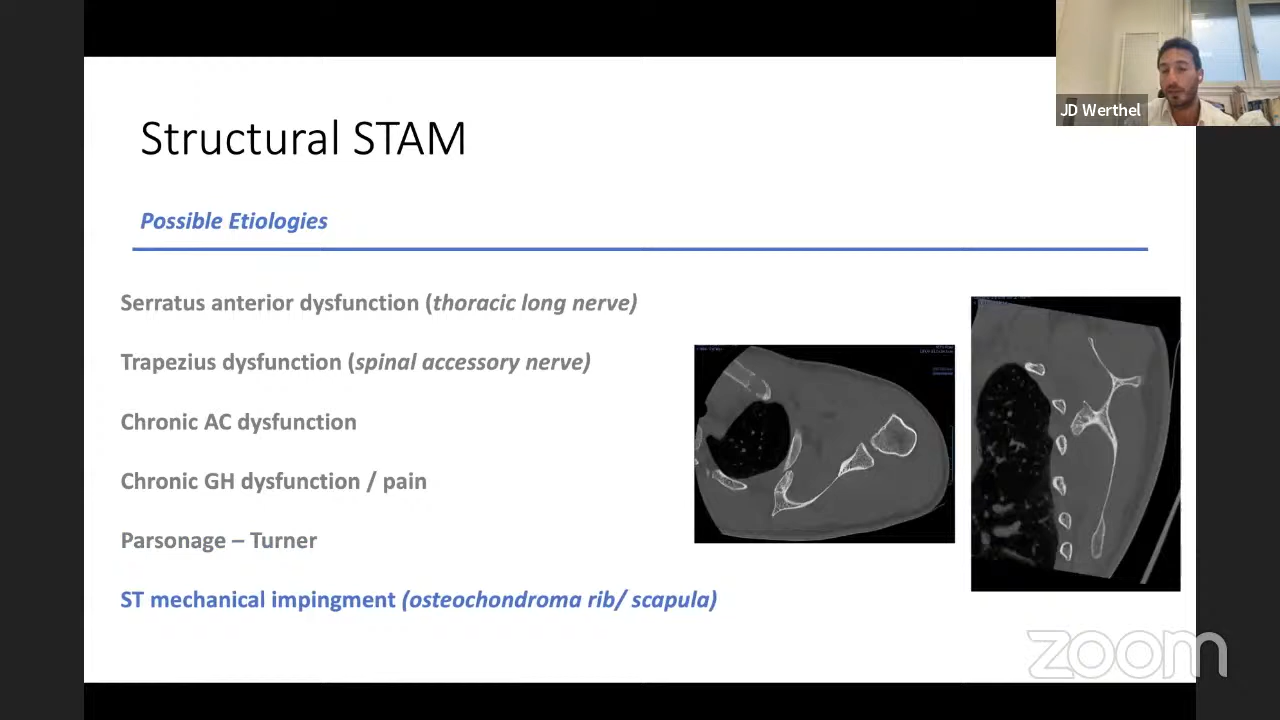 JD Werthel
Structural STAM
Possible Etiologies
Serratus anterior dysfunction (thoracic long nerve)
Trapezius dysfunction (spinal accessory nerve)
Chronic AC dysfunction
Chronic GH dysfunction / pain
Parsonage – Turner
ST mechanical impingment (osteochondroma rib/ scapula)
zoom